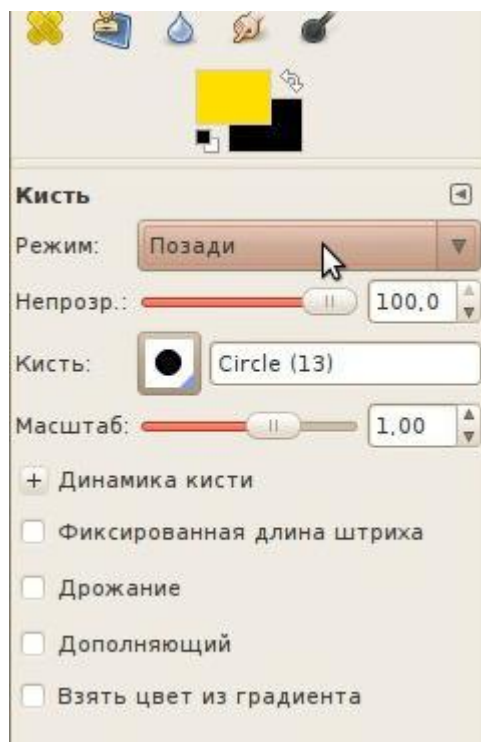 Кисть
Режим: Позади
Непрозр.: 100,0
Кисть: Circle (13)
Масштаб: 1,00
Динамика кисти
Фиксированная длина штриха
Дрожание
Дополняющий
Взять цвет из градиента